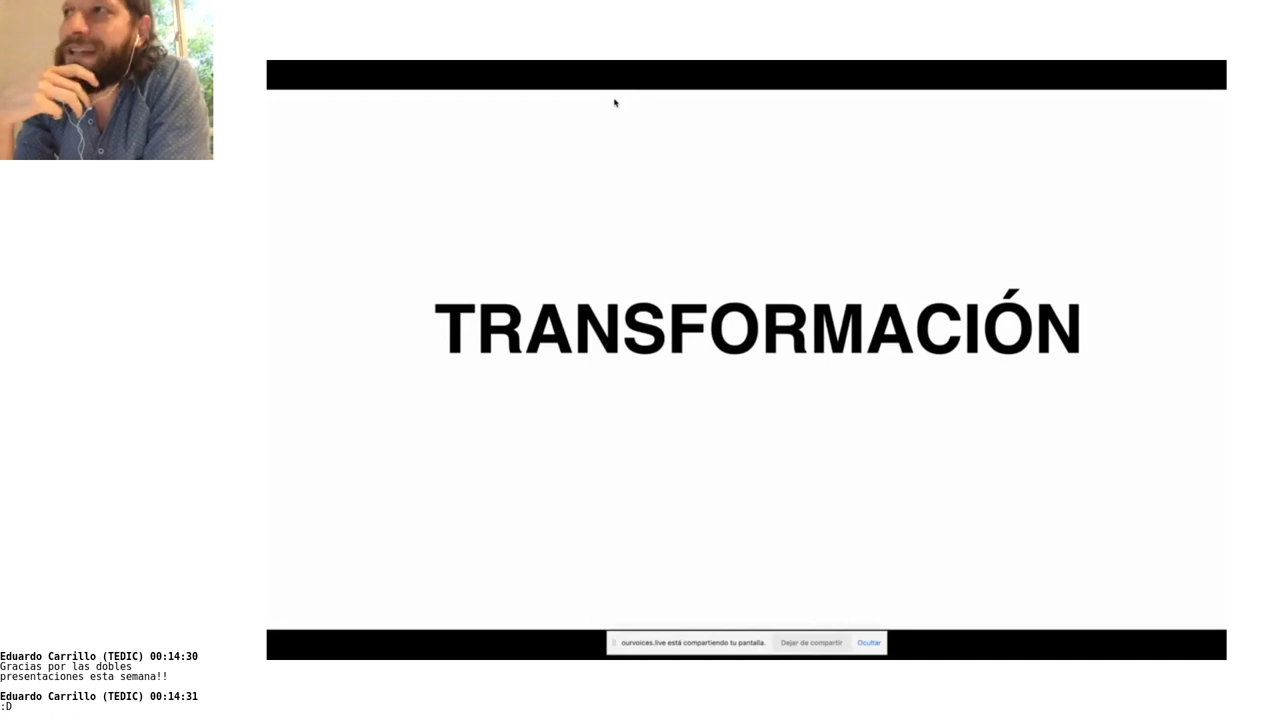 TRANSFORMACIÓN
ourvoices.live está compartiendo tu pantalla. Dejar de compartir Ocultar
Eduardo Carrillo (TEDIC) 00:14:30
Gracias por las dobles
presentaciones esta semana!!
Eduardo Carrillo (TEDIC) 00:14:31
:D